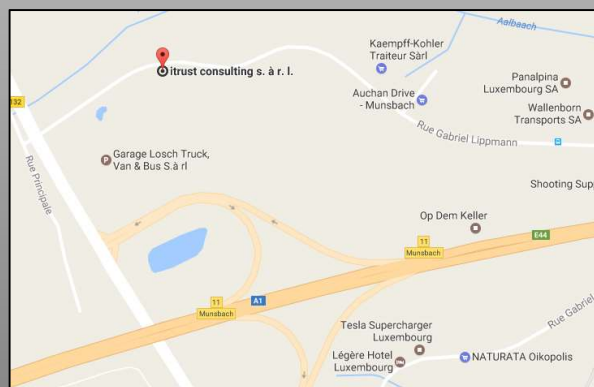 Aalbaach
Kaempff-Kohler
Traiteur Sàrl
itrust consulting s. à r. l.
Panalpina
Luxembourg SA
Auchan Drive
- Munsbach
132
Wallenborn
Transports SA
Rue Gabriel Lippmann
Garage Losch Truck,
Van & Bus S.à rl
P
Rue Principale
Shooting Supp
Op Dem Keller
E44
11
Munsbach
A1
11
Munsbach
Rue Gabriel
Tesla Supercharger
Luxembourg
Légère Hotel
Luxembourg
NATURATA Oikopolis